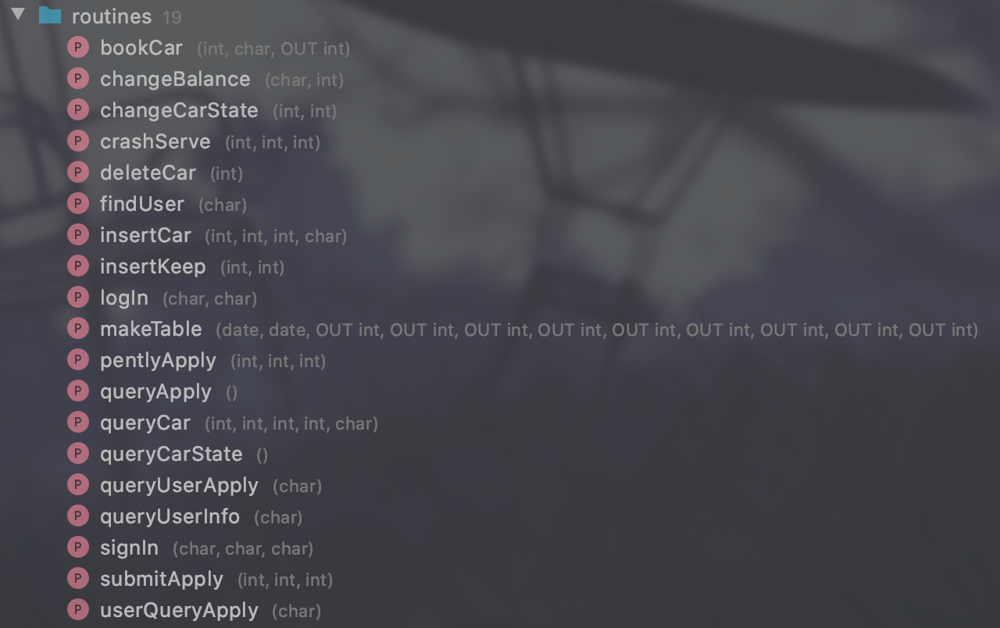 routines 19
P bookCar (int, char, OUT int)
P changeBalance (char, int)
P changeCarState (int, int)
P crashServe (int, int, int)
P deleteCar (int)
P findUser (char)
P insertCar (int, int, int, char)
P insertKeep (int, int)
P logIn (char, char)
P makeTable (date, date, OUT int, OUT int, OUT int, OUT int, OUT int, OUT int, OUT int, OUT int, OUT int)
P pentlyApply (int, int, int)
P queryApply ()
P queryCar (int, int, int, int, char)
P queryCarState ()
P queryUserApply (char)
P queryUserInfo (char)
P signIn (char, char, char)
P submitApply (int, int, int)
P userQueryApply (char)